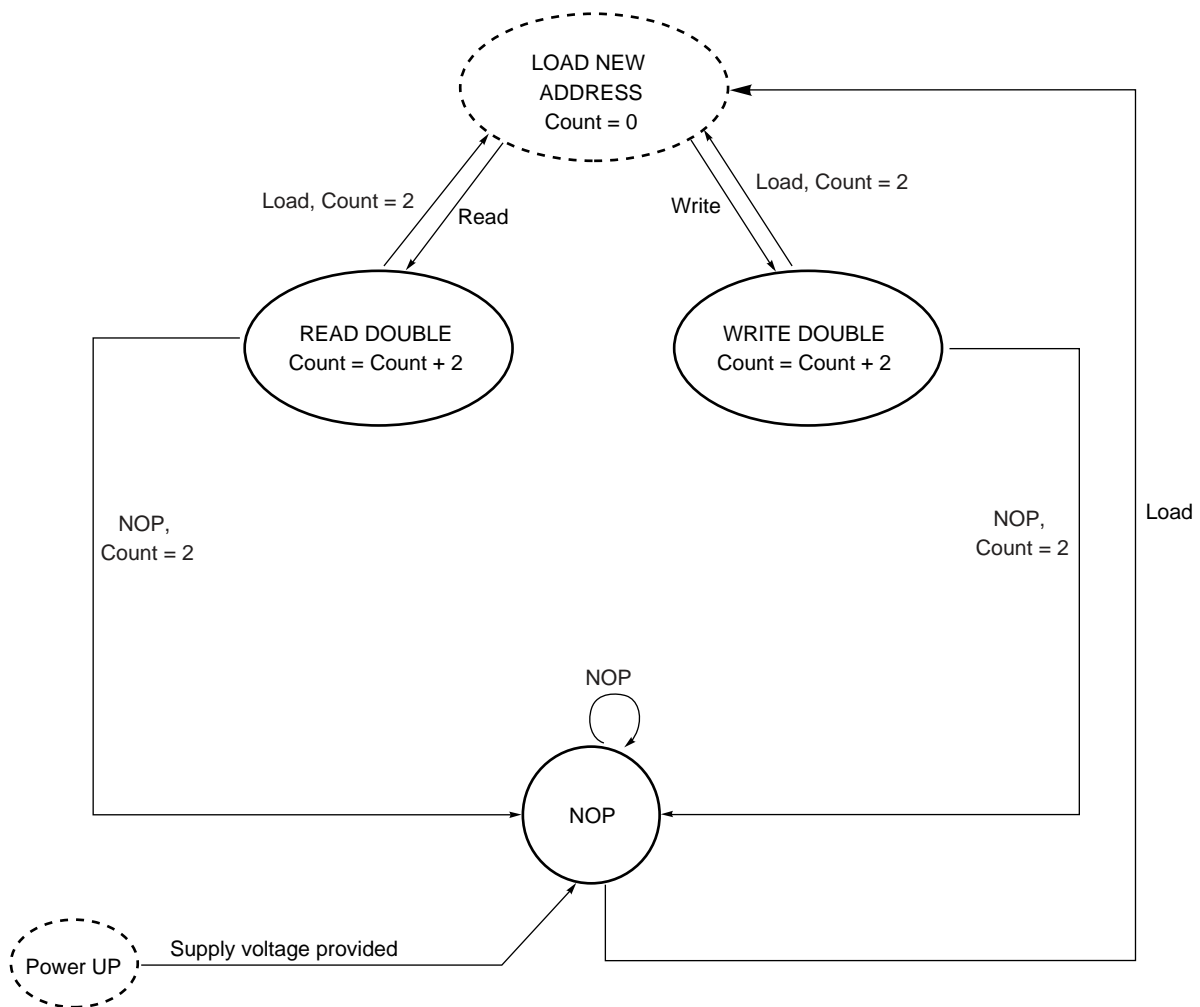 LOAD NEW
ADDRESS
Count = 0
Load, Count = 2
Read
Write
Load, Count = 2
READ DOUBLE
Count = Count + 2
WRITE DOUBLE
Count = Count + 2
NOP,
Count = 2
NOP,
Count = 2
Load
NOP
NOP
Supply voltage provided
Power UP